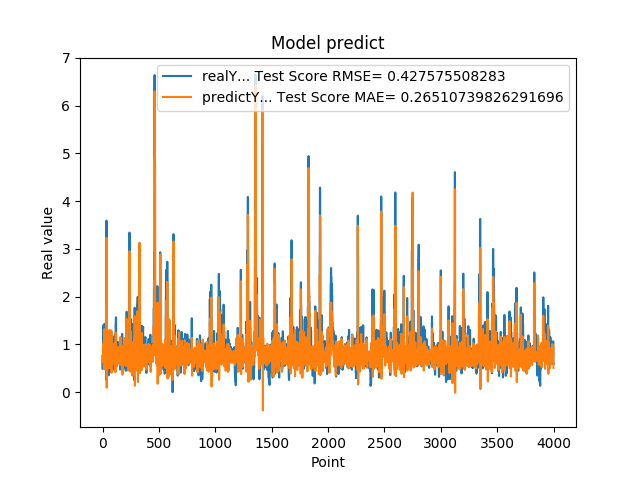 Model predict
realY... Test Score RMSE= 0.427575508283
predictY... Test Score MAE= 0.26510739826291696
7
6
5
4
3
2
1
0
Real value
0 500 1000 1500 2000 2500 3000 3500 4000
Point